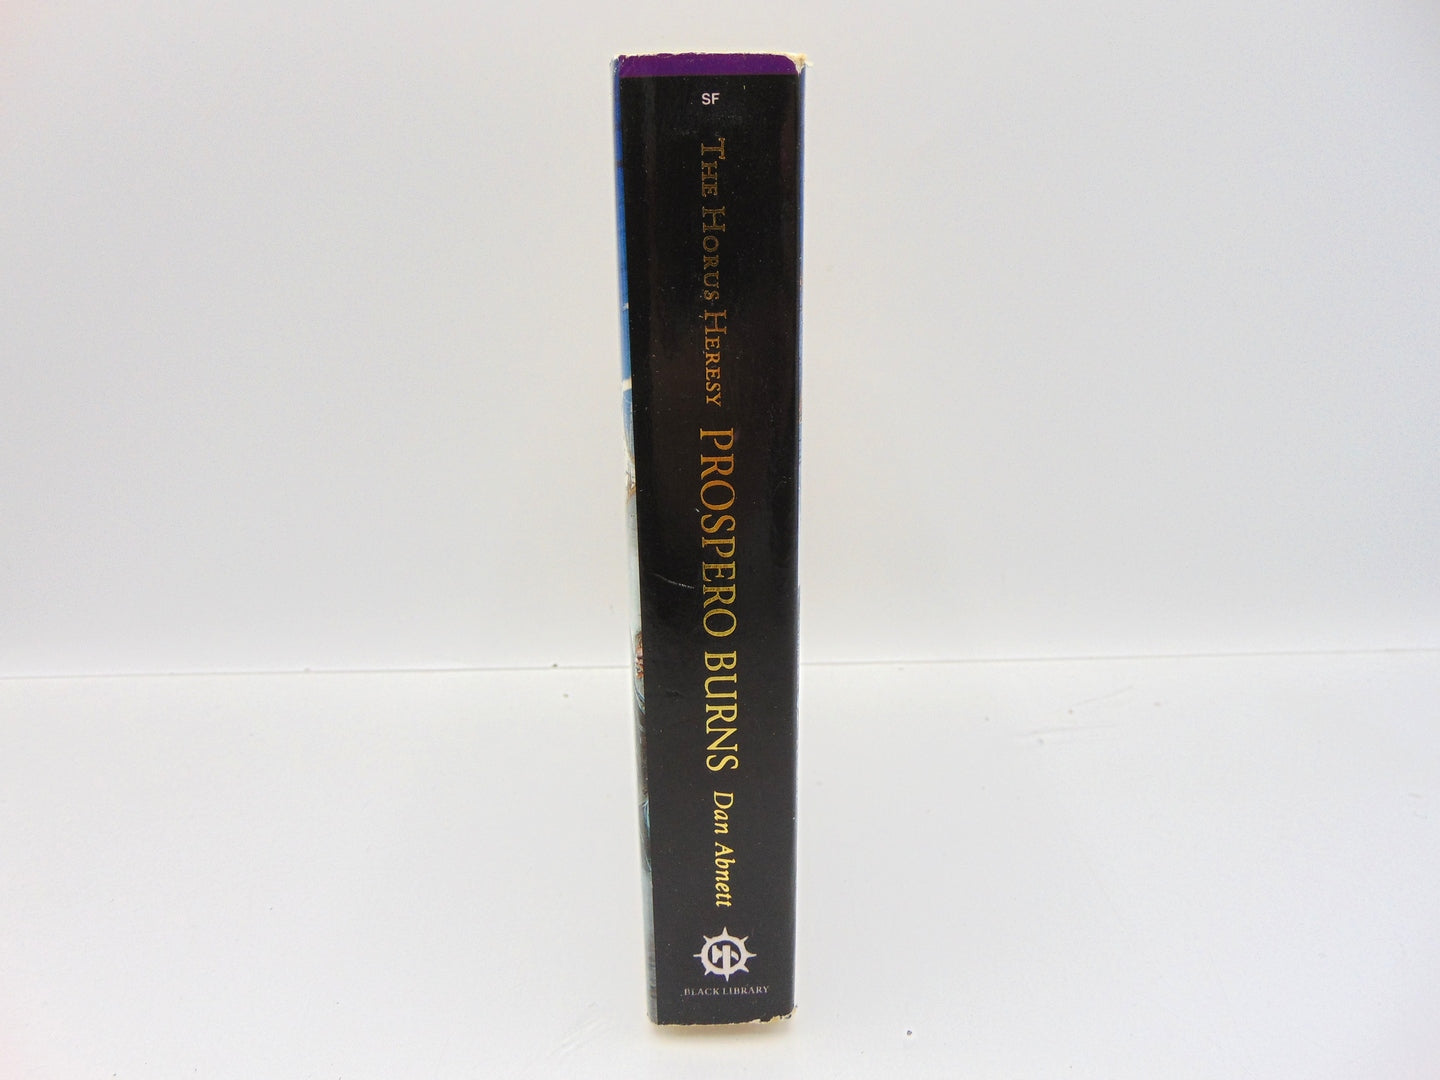 SF
The Horus Heresy PROSPERO BURNS Dan Abnett
BLACK LIBRARY